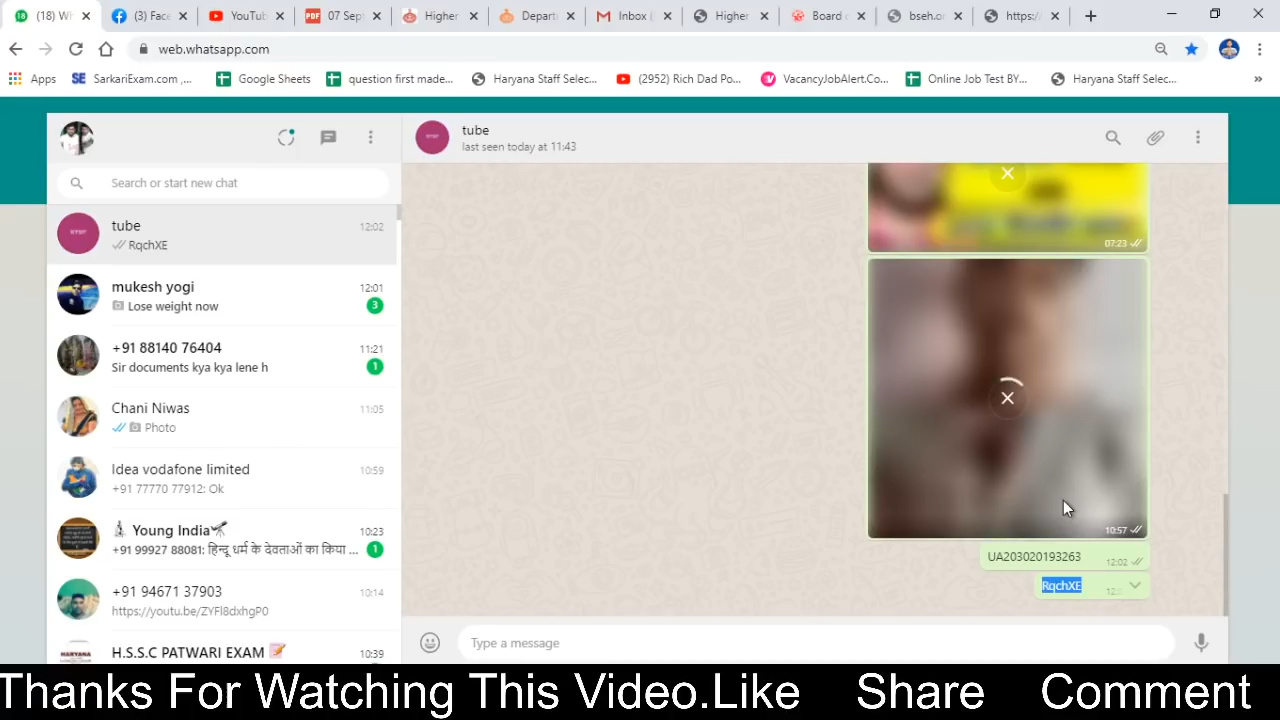 (18) Wh
(3) Face
YouTub
07 Sept
Higher
Depart
Inbox (
Higher
Board o
bseh.or
https:/
web.whatsapp.com
Apps
SarkariExam.com ,...
Google Sheets
question first made...
Haryana Staff Selec...
(2952) Rich Dad Po...
VacancyJobAlert.Co...
Online Job Test BY...
Haryana Staff Selec...
tube
last seen today at 11:43
Search or start new chat
tube 12:02
RqchXE
mukesh yogi 12:01
Lose weight now 3
+91 88140 76404 11:21
Sir documents kya kya lene h 1
Chani Niwas 11:05
Photo
Idea vodafone limited 10:59
+91 77770 77912: Ok
Young India 10:23
+91 99927 88081: हिन्दू धर्म के देवताओं का किया ... 1
+91 94671 37903 10:14
https://youtu.be/ZYFl8dxhgP0
H.S.S.C PATWARI EXAM 10:39
07:23
10:57
UA203020193263 12:02
RqchXE
Type a message
Thanks For Watching This Video.Like Share Comment